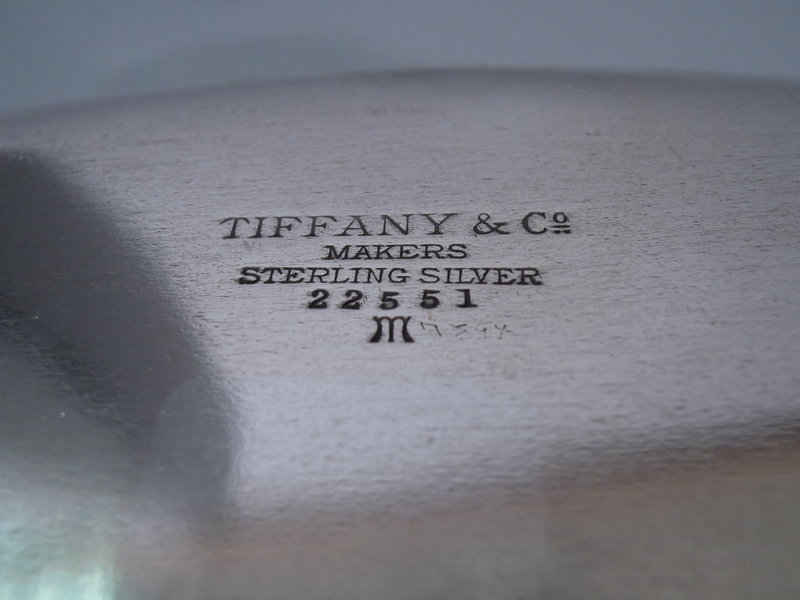 TIFFANY & Cº
MAKERS
STERLING SILVER
22551
M